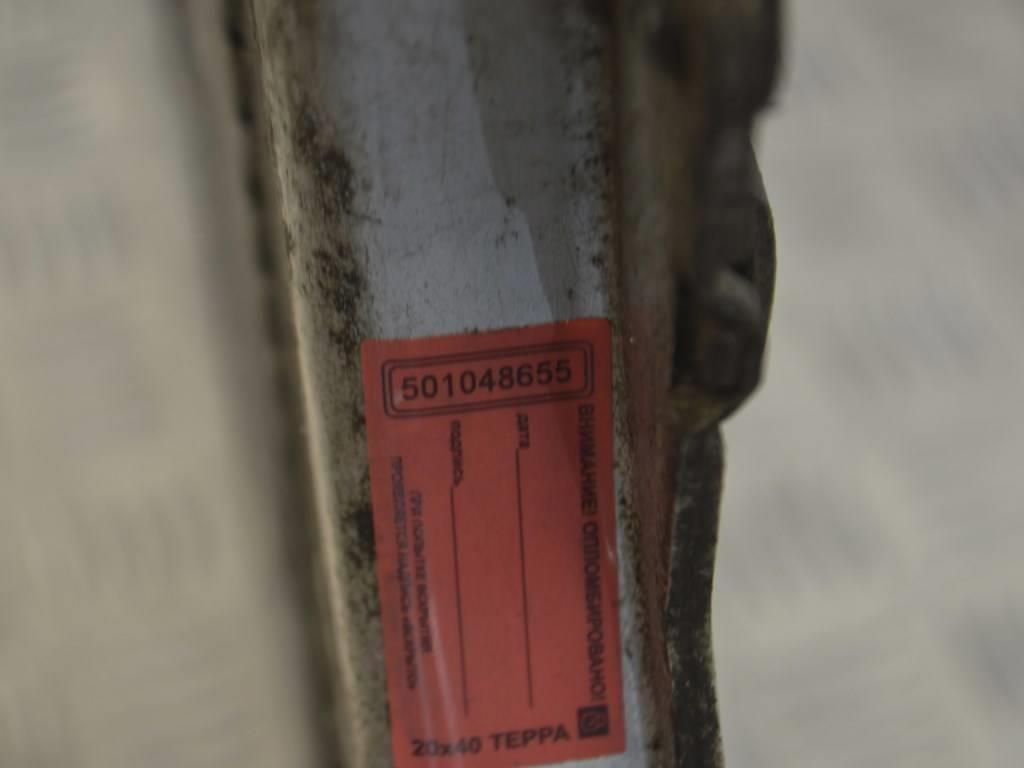 501048655
ВНИМАНИЕ! ОПЛОМБИРОВАНО!
дата
подпись
ПРИ ПОПЫТКЕ ВСКРЫТИЯ
ПРОЯВЛЯЕТСЯ НАДПИСЬ «ВСКРЫТО»
20x40 ТЕРРА